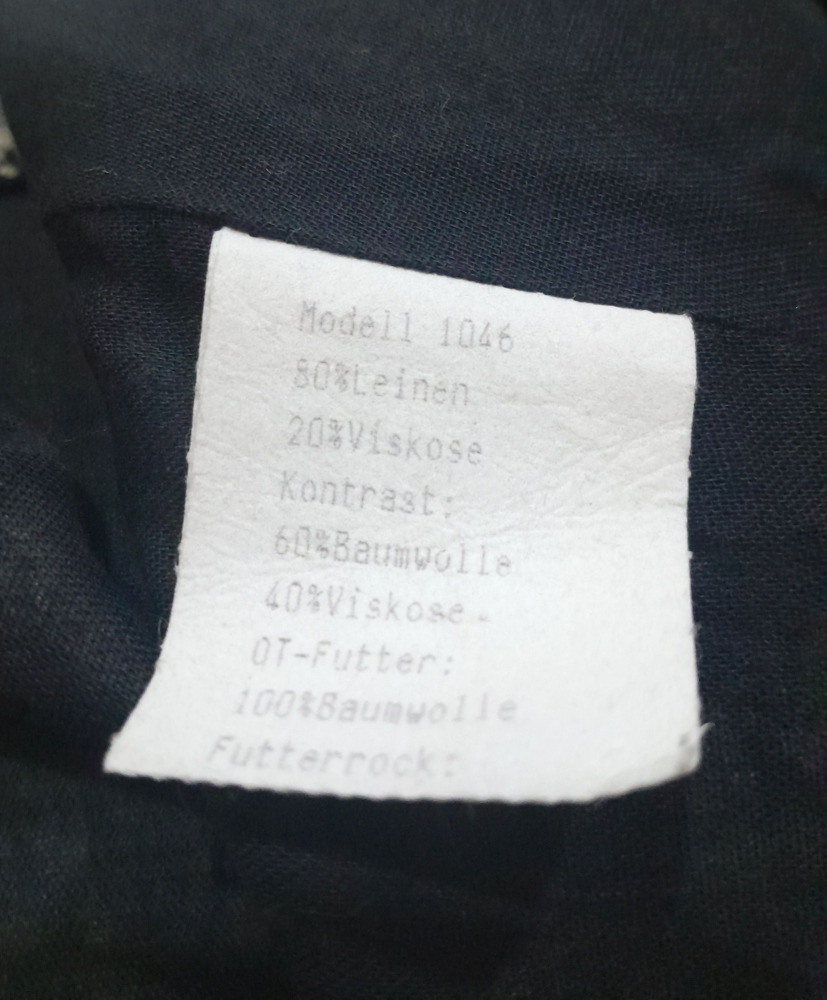 Modell 1046
80%Leinen
20%Viskose
Kontrast:
60%Baumwolle
40%Viskose.
OT-Futter:
100%Baumwolle
Futterrock: